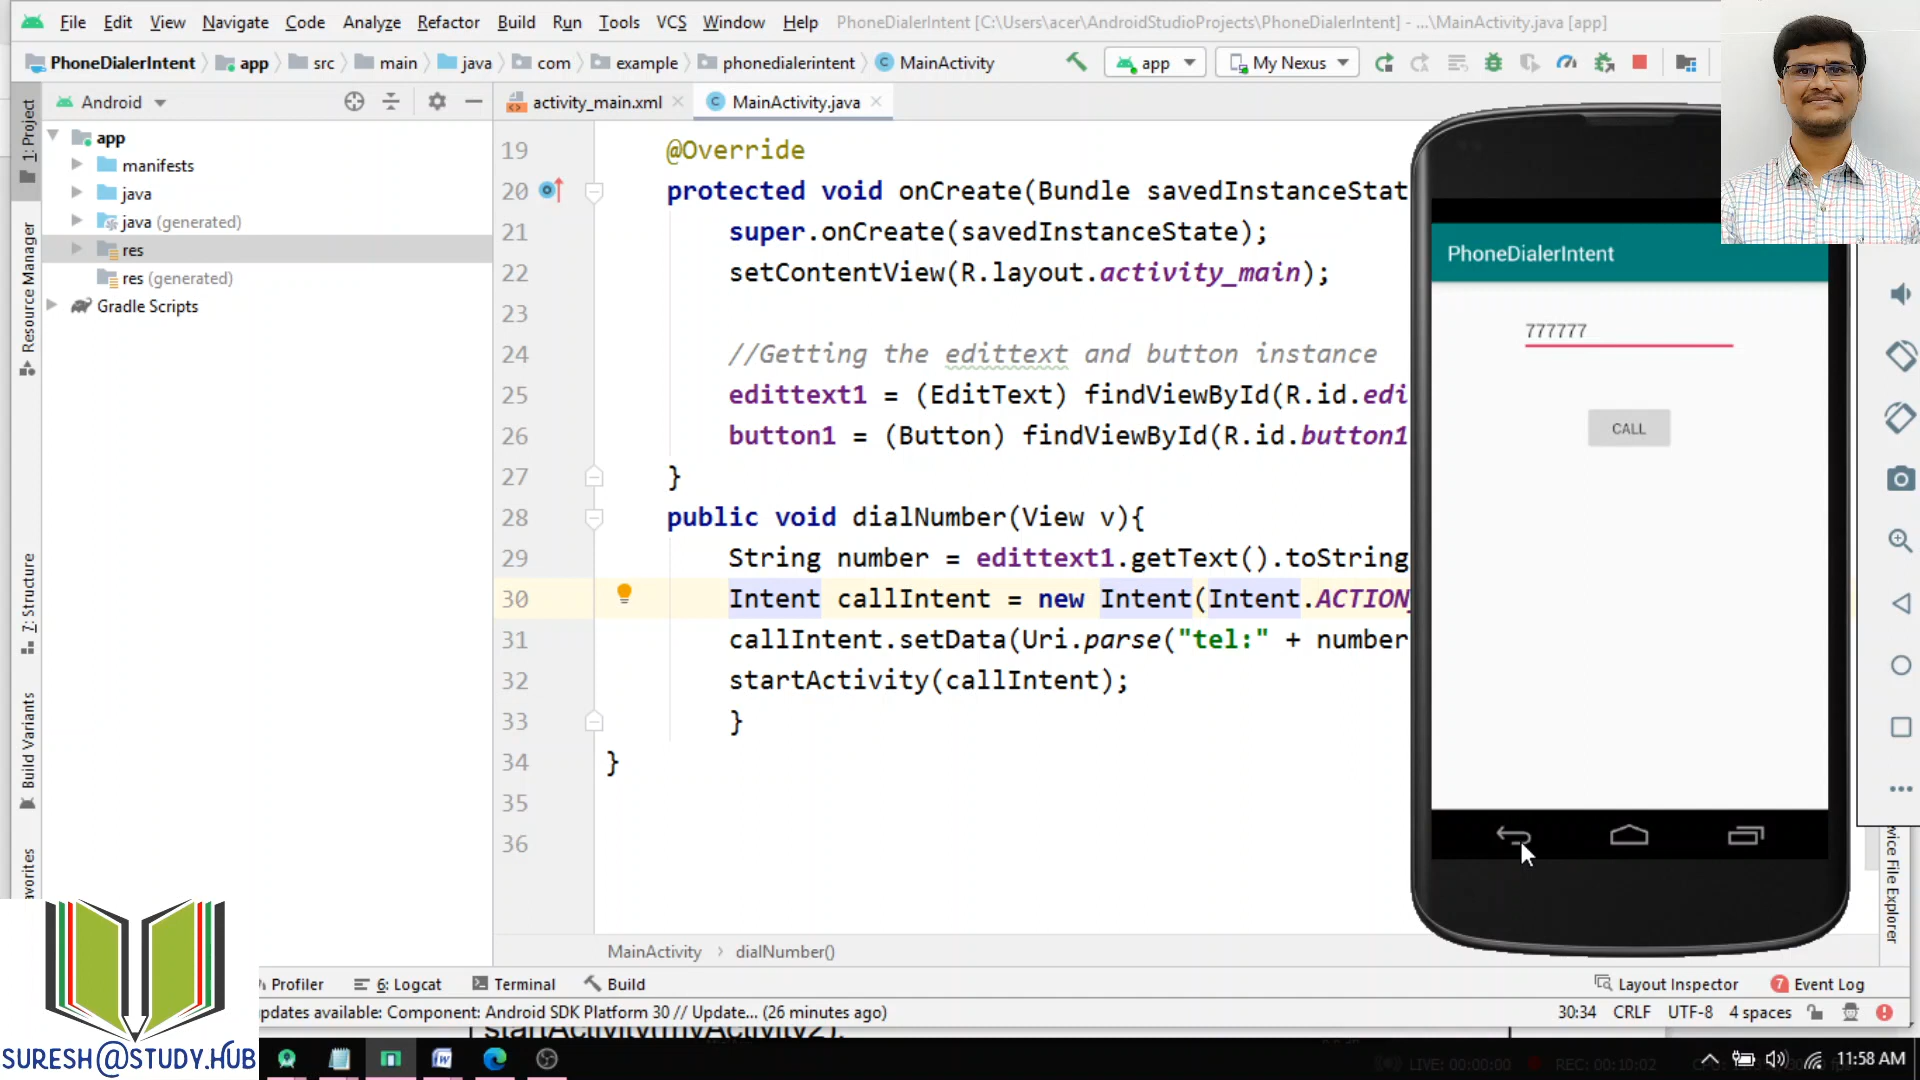 File Edit View Navigate Code Analyze Refactor Build Run Tools VCS Window Help PhoneDialerIntent [C:\Users\acer\AndroidStudioProjects\PhoneDialerIntent] - ...\MainActivity.java [app]
PhoneDialerIntent app src main java com example phonedialerintent MainActivity app My Nexus
Android
activity_main.xml MainActivity.java
1: Project
Resource Manager
7: Structure
Build Variants
avorites
app
manifests
java
java (generated)
res
res (generated)
Gradle Scripts
19 @Override
20 protected void onCreate(Bundle savedInstanceStat
21 super.onCreate(savedInstanceState);
22 setContentView(R.layout.activity_main);
23
24 //Getting the edittext and button instance
25 edittext1 = (EditText) findViewById(R.id.edi
26 button1 = (Button) findViewById(R.id.button1
27 }
28 public void dialNumber(View v){
29 String number = edittext1.getText().toString
30 Intent callIntent = new Intent(Intent.ACTION_
31 callIntent.setData(Uri.parse("tel:" + number
32 startActivity(callIntent);
33 }
34 }
35
36
PhoneDialerIntent
777777
CALL
vice File Explorer
MainActivity dialNumber()
Profiler 6: Logcat Terminal Build Layout Inspector 7 Event Log
pdates available: Component: Android SDK Platform 30 // Update... (26 minutes ago) 30:34 CRLF UTF-8 4 spaces
startActivity(myActivity2);
SURESH@STUDY.HUB
LIVE: 00:00:00 REC: 00:10:02
11:58 AM